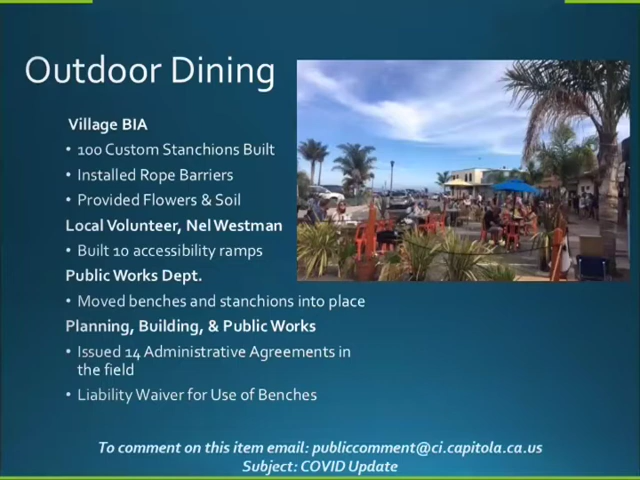 Outdoor Dining
Village BIA
• 100 Custom Stanchions Built
• Installed Rope Barriers
• Provided Flowers & Soil
Local Volunteer, Nel Westman
• Built 10 accessibility ramps
Public Works Dept.
• Moved benches and stanchions into place
Planning, Building, & Public Works
• Issued 14 Administrative Agreements in
the field
• Liability Waiver for Use of Benches
To comment on this item email: publiccomment@ci.capitola.ca.us
Subject: COVID Update